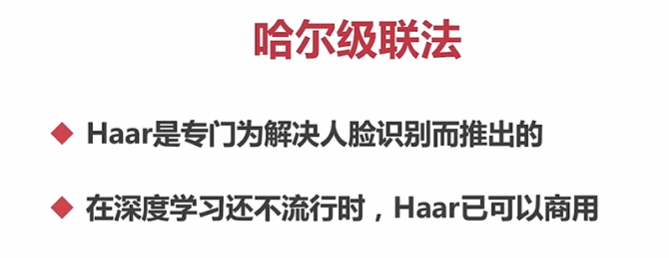 哈尔级联法
Haar是专门为解决人脸识别而推出的
在深度学习还不流行时，Haar已可以商用